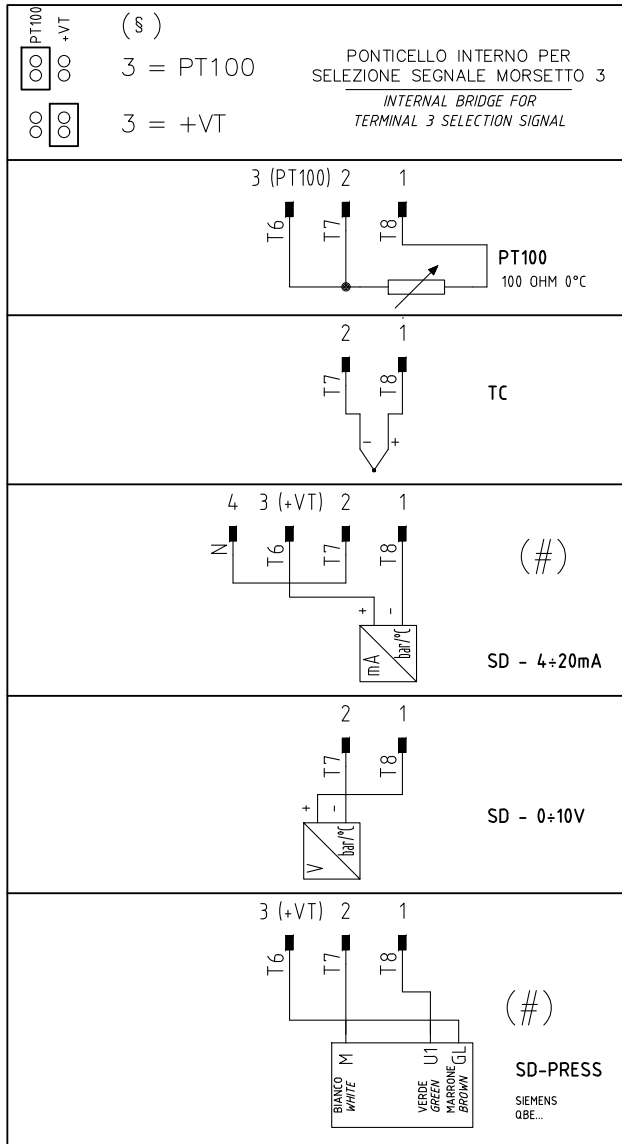 PT100
+VT
(§)
3 = PT100
3 = +VT
PONTICELLO INTERNO PER
SELEZIONE SEGNALE MORSETTO 3
INTERNAL BRIDGE FOR
TERMINAL 3 SELECTION SIGNAL
3 (PT100) 2 1
T6 T7 T8
PT100
100 OHM 0°C
2 1
T7 T8
TC
- +
4 3 (+VT) 2 1
N T6 T7 T8
(#)
+ -
mA bar/°C
SD - 4÷20mA
2 1
T7 T8
+ -
V bar/°C
SD - 0÷10V
3 (+VT) 2 1
T6 T7 T8
(#)
M U1 GL
BIANCO
WHITE
VERDE
GREEN
MARRONE
BROWN
SD-PRESS
SIEMENS
QBE...